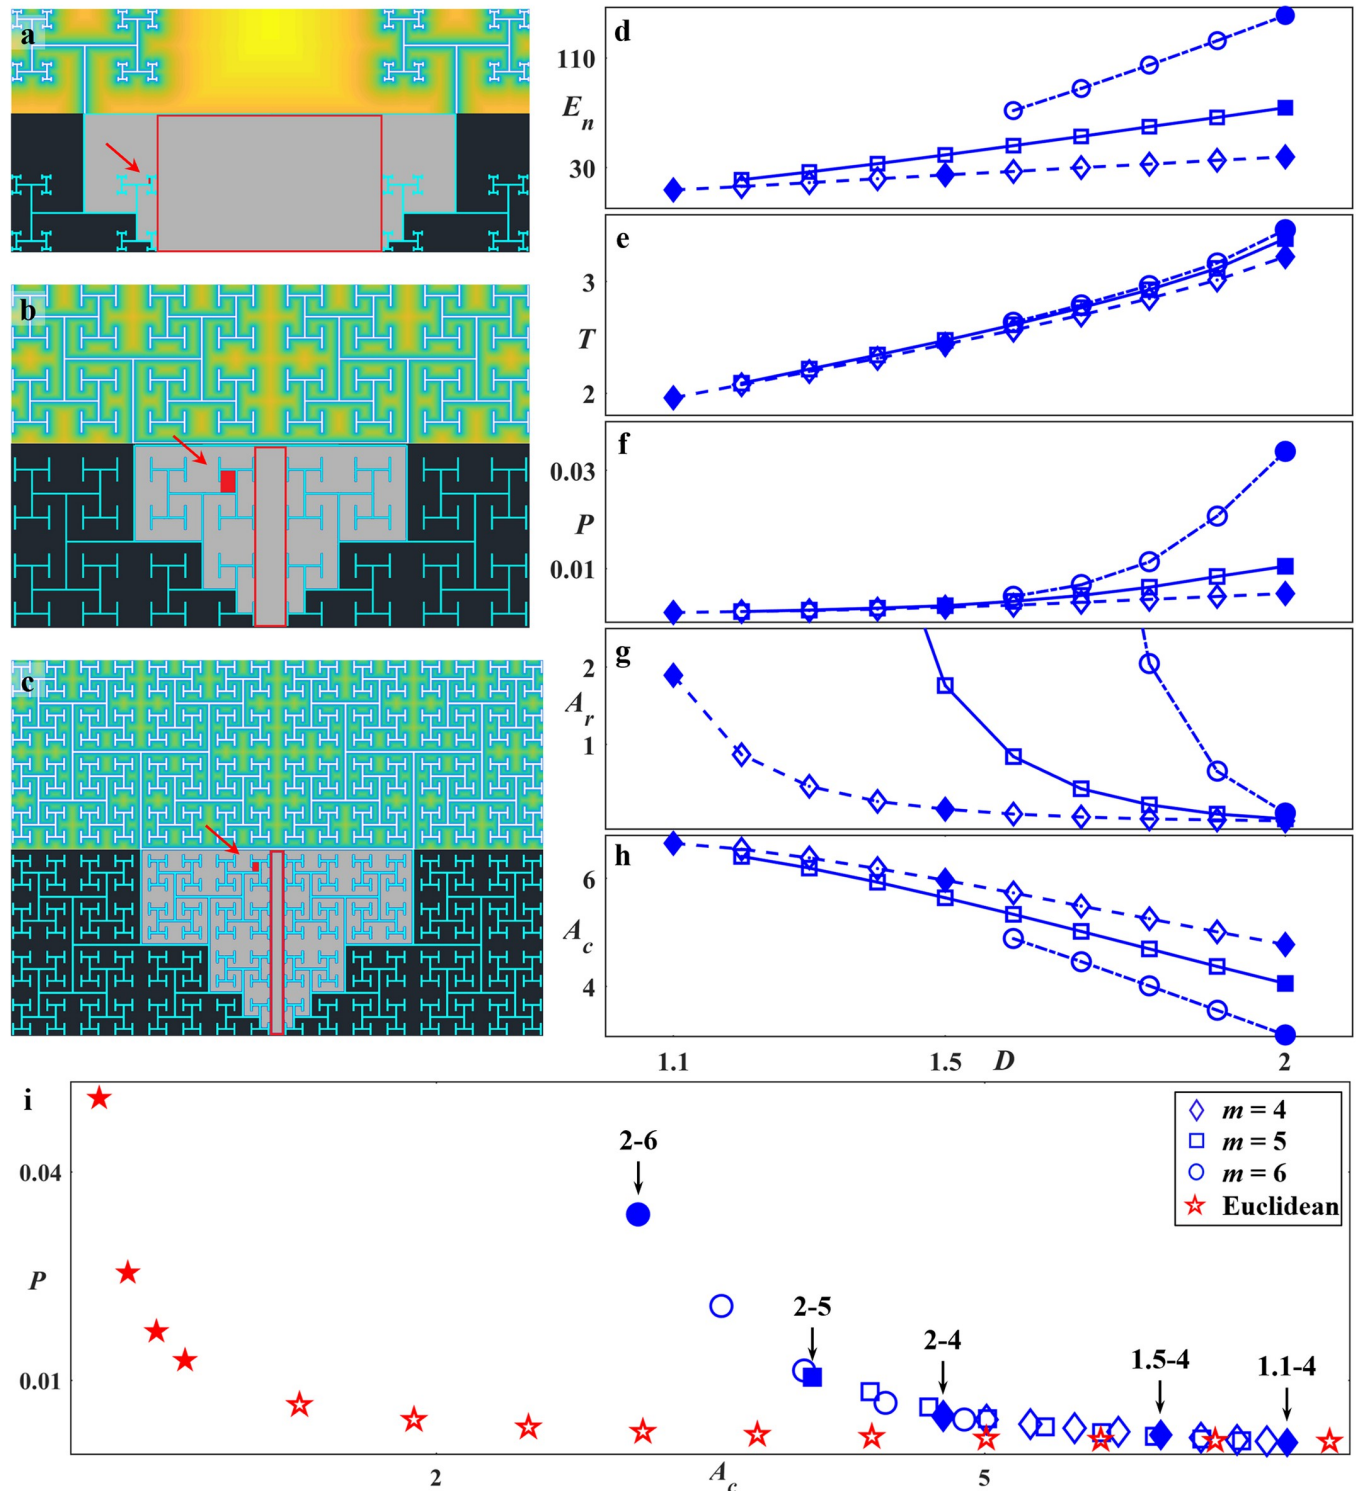 a
b
c
d
110
E_n
30
e
3
T
2
f
0.03
P
0.01
g
2
A_r
1
h
6
A_c
4
1.1 1.5 D 2
i
m = 4
m = 5
m = 6
Euclidean
2-6
0.04
P
2-5
2-4
1.5-4
1.1-4
0.01
2 A_c 5